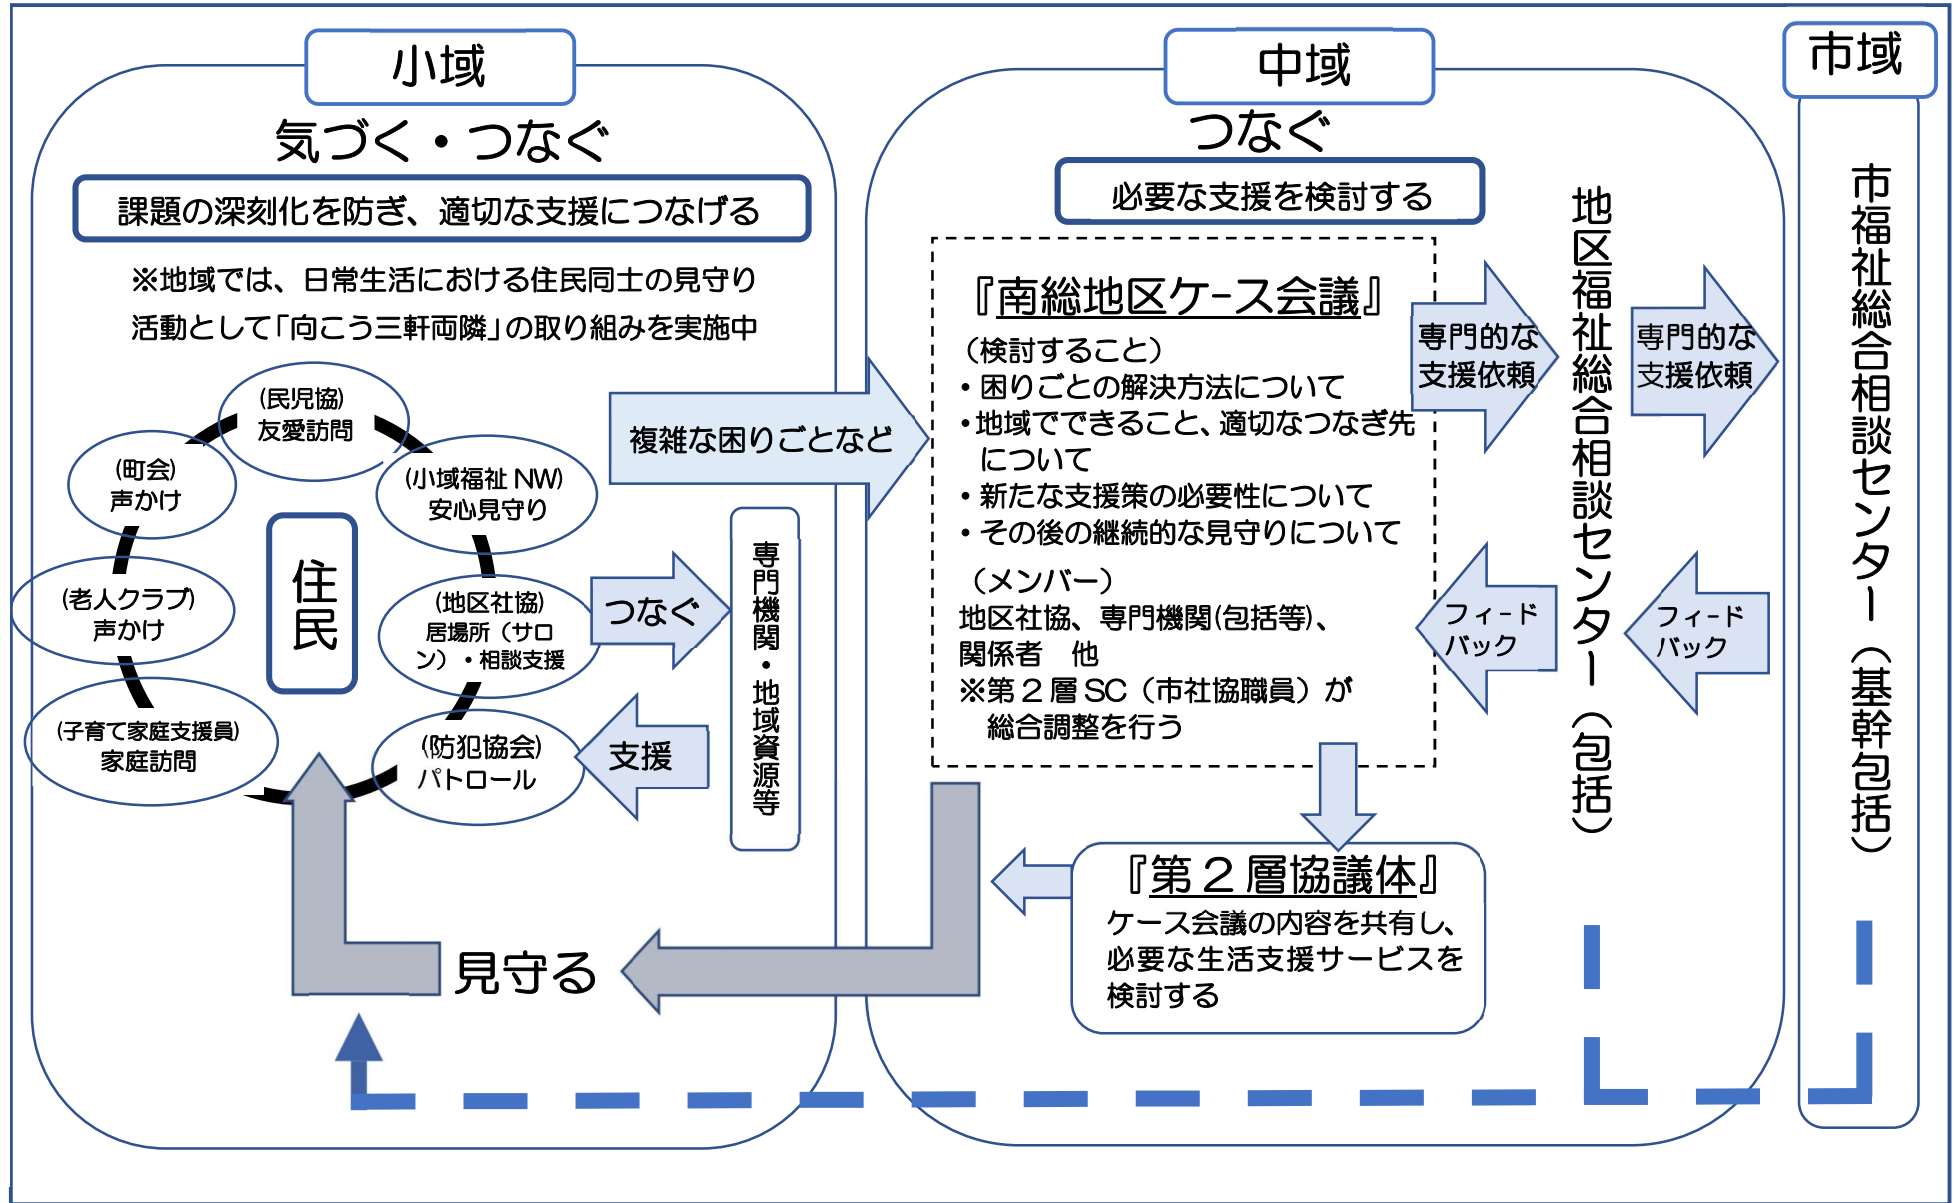 小域
気づく・つなぐ
課題の深刻化を防ぎ、適切な支援につなげる
※地域では、日常生活における住民同士の見守り
活動として「向こう三軒両隣」の取り組みを実施中
(民児協)
友愛訪問
(町会)
声かけ
(小域福祉NW)
安心見守り
(老人クラブ)
声かけ
住民
(地区社協)
居場所（サロ
ン）・相談支援
(子育て家庭支援員)
家庭訪問
(防犯協会)
パトロール
複雑な困りごとなど
つなぐ
支援
専門機関・地域資源等
見守る
中域
つなぐ
必要な支援を検討する
『南総地区ケース会議』
（検討すること）
・困りごとの解決方法について
・地域でできること、適切なつなぎ先
について
・新たな支援策の必要性について
・その後の継続的な見守りについて
（メンバー）
地区社協、専門機関(包括等)、
関係者　他
※第２層SC（市社協職員）が
総合調整を行う
『第２層協議体』
ケース会議の内容を共有し、
必要な生活支援サービスを
検討する
専門的な
支援依頼
フィード
バック
地区福祉総合相談センター（包括）
専門的な
支援依頼
フィード
バック
市域
市福祉総合相談センター（基幹包括）